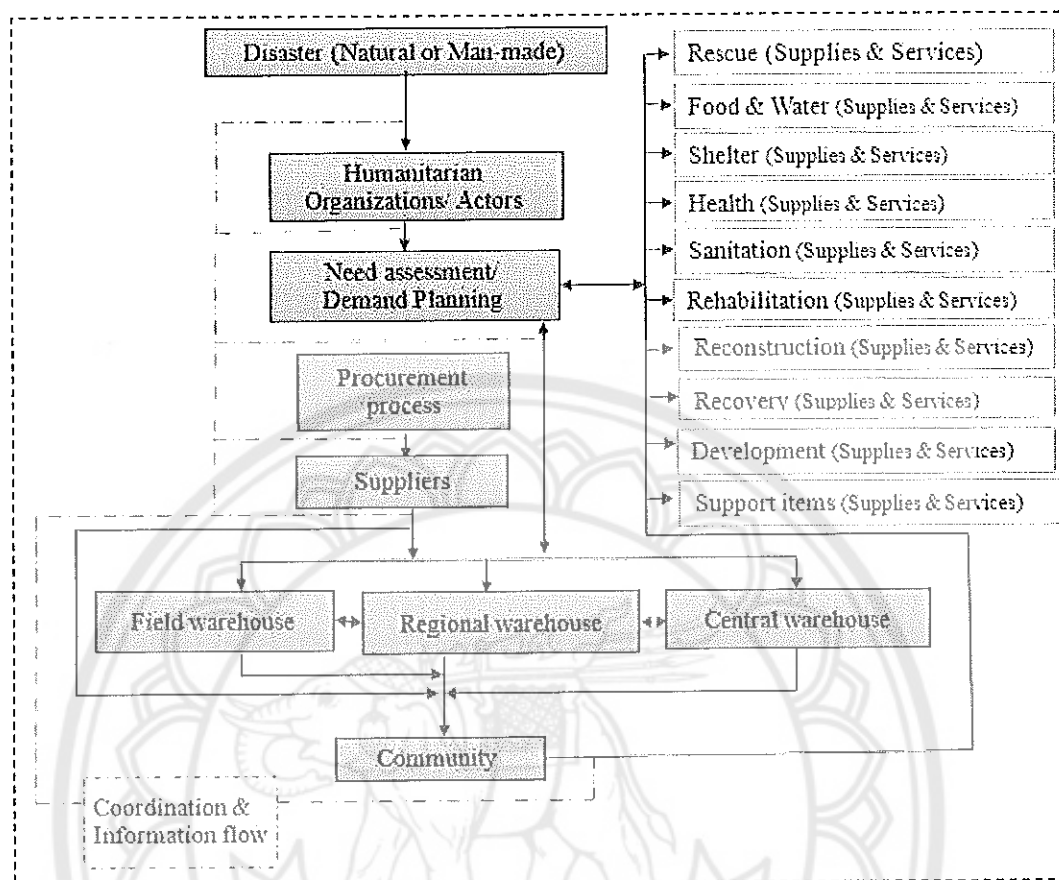 Disaster (Natural or Man-made)
Humanitarian
Organizations/ Actors
Need assessment/
Demand Planning
Procurement
process
Suppliers
Field warehouse
Regional warehouse
Central warehouse
Community
Coordination &
Information flow
Rescue (Supplies & Services)
Food & Water (Supplies & Services)
Shelter (Supplies & Services)
Health (Supplies & Services)
Sanitation (Supplies & Services)
Rehabilitation (Supplies & Services)
Reconstruction (Supplies & Services)
Recovery (Supplies & Services)
Development (Supplies & Services)
Support items (Supplies & Services)